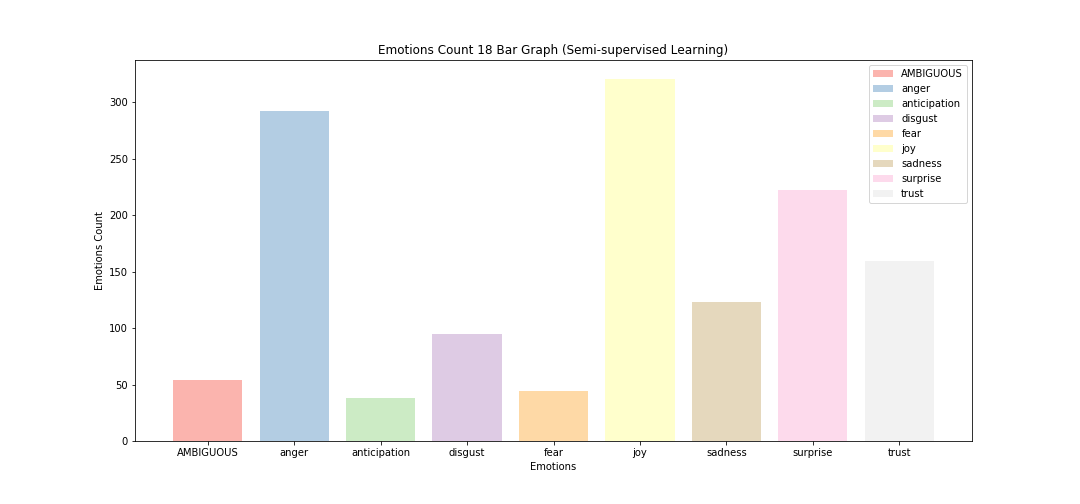 Emotions Count 18 Bar Graph (Semi-supervised Learning)
AMBIGUOUS
anger
anticipation
disgust
fear
joy
sadness
surprise
trust
Emotions Count
300
250
200
150
100
50
0
AMBIGUOUS anger anticipation disgust fear joy sadness surprise trust
Emotions